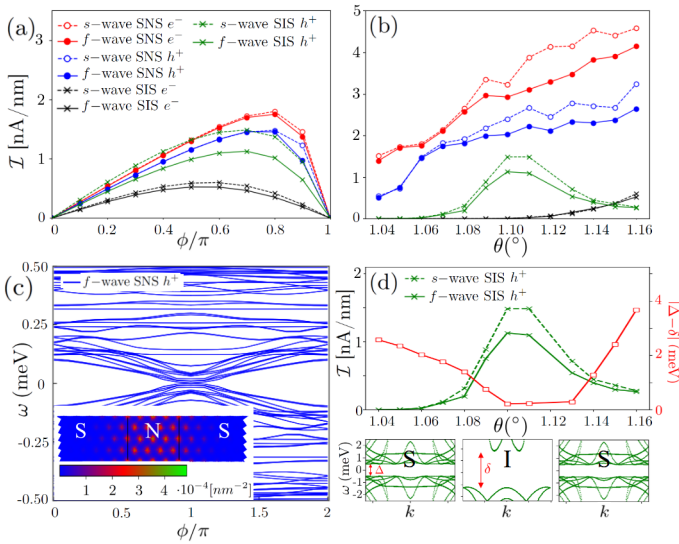 (a)
s-wave SNS e⁻
f-wave SNS e⁻
s-wave SNS h⁺
f-wave SNS h⁺
s-wave SIS e⁻
f-wave SIS e⁻
s-wave SIS h⁺
f-wave SIS h⁺
I [nA/nm]
3
2
1
0
0 0.2 0.4 0.6 0.8 1
ϕ/π
(b)
5
4
3
2
1
0
1.04 1.06 1.08 1.10 1.12 1.14 1.16
θ(°)
(c)
f-wave SNS h⁺
ω (meV)
0.50
0.25
0
-0.25
-0.50
S N S
1 2 3 4 ·10⁻⁴[nm⁻²]
0 0.5 1 1.5 2
ϕ/π
(d)
s-wave SIS h⁺
f-wave SIS h⁺
I [nA/nm]
2
1
0
1.04 1.06 1.08 1.10 1.12 1.14 1.16
θ(°)
4
2
0
|Δ−δ| (meV)
ω (meV)
2
1
0
-1
-2
S I S
Δ δ
k k k